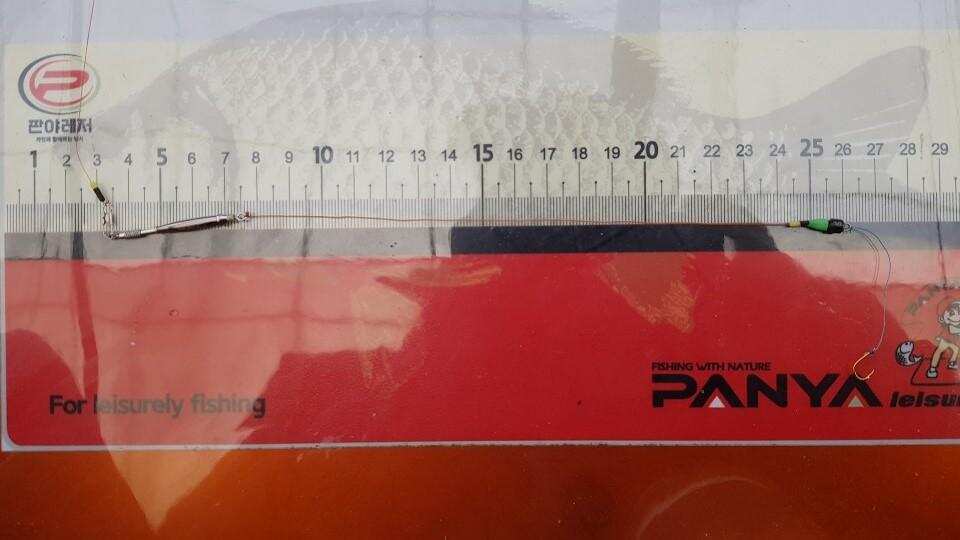 판야레저
1 2 3 4 5 6 7 8 9 10 11 12 13 14 15 16 17 18 19 20 21 22 23 24 25 26 27 28 29
FISHING WITH NATURE
PANYA
For leisurely fishing